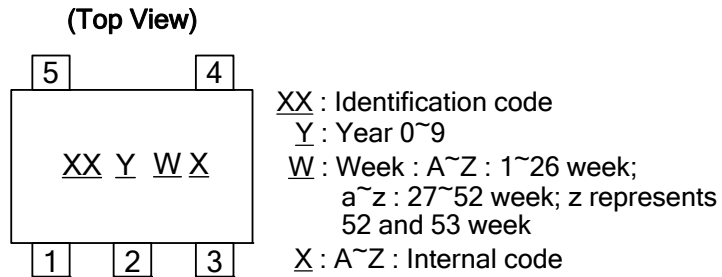 (Top View)
5 4
XX : Identification code
Y : Year 0~9
XX Y W X
W : Week : A~Z : 1~26 week;
a~z : 27~52 week; z represents
52 and 53 week
1 2 3
X : A~Z : Internal code